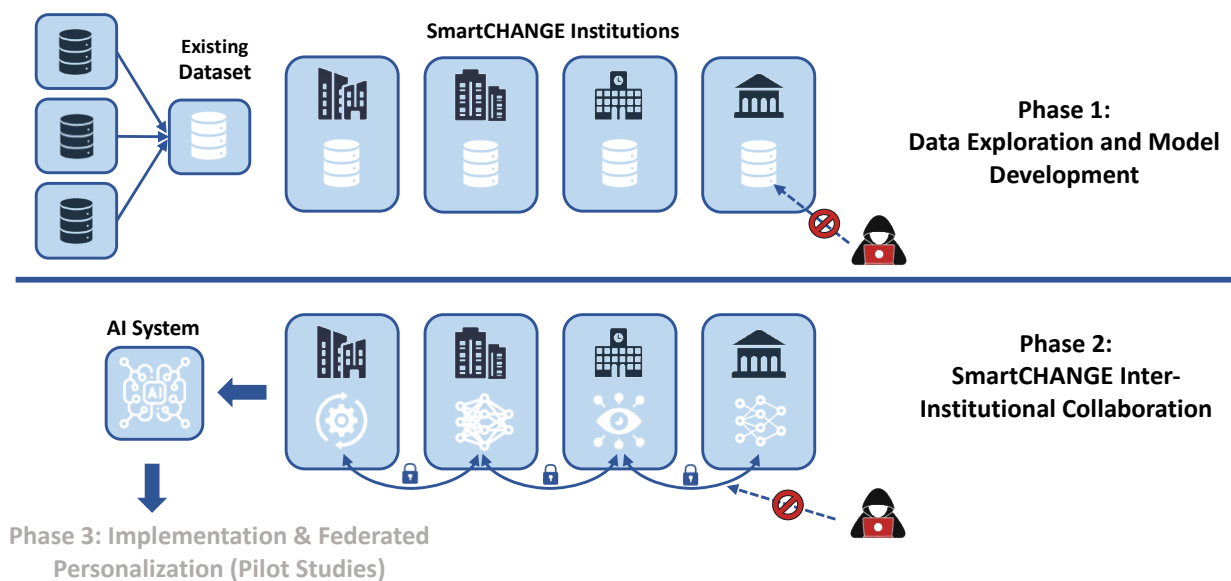 Existing
Dataset
SmartCHANGE Institutions
Phase 1:
Data Exploration and Model
Development
AI System
AI
Phase 2:
SmartCHANGE Inter-
Institutional Collaboration
Phase 3: Implementation & Federated
Personalization (Pilot Studies)